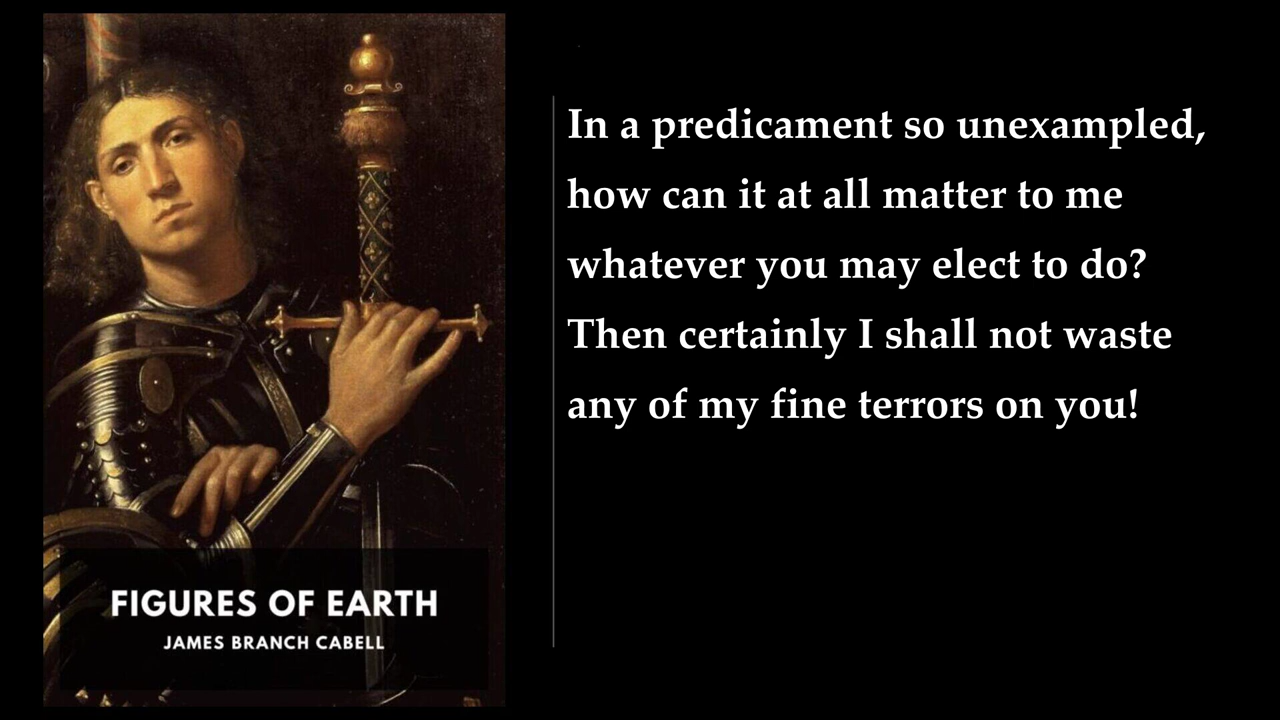 FIGURES OF EARTH
JAMES BRANCH CABELL
In a predicament so unexampled,
how can it at all matter to me
whatever you may elect to do?
Then certainly I shall not waste
any of my fine terrors on you!